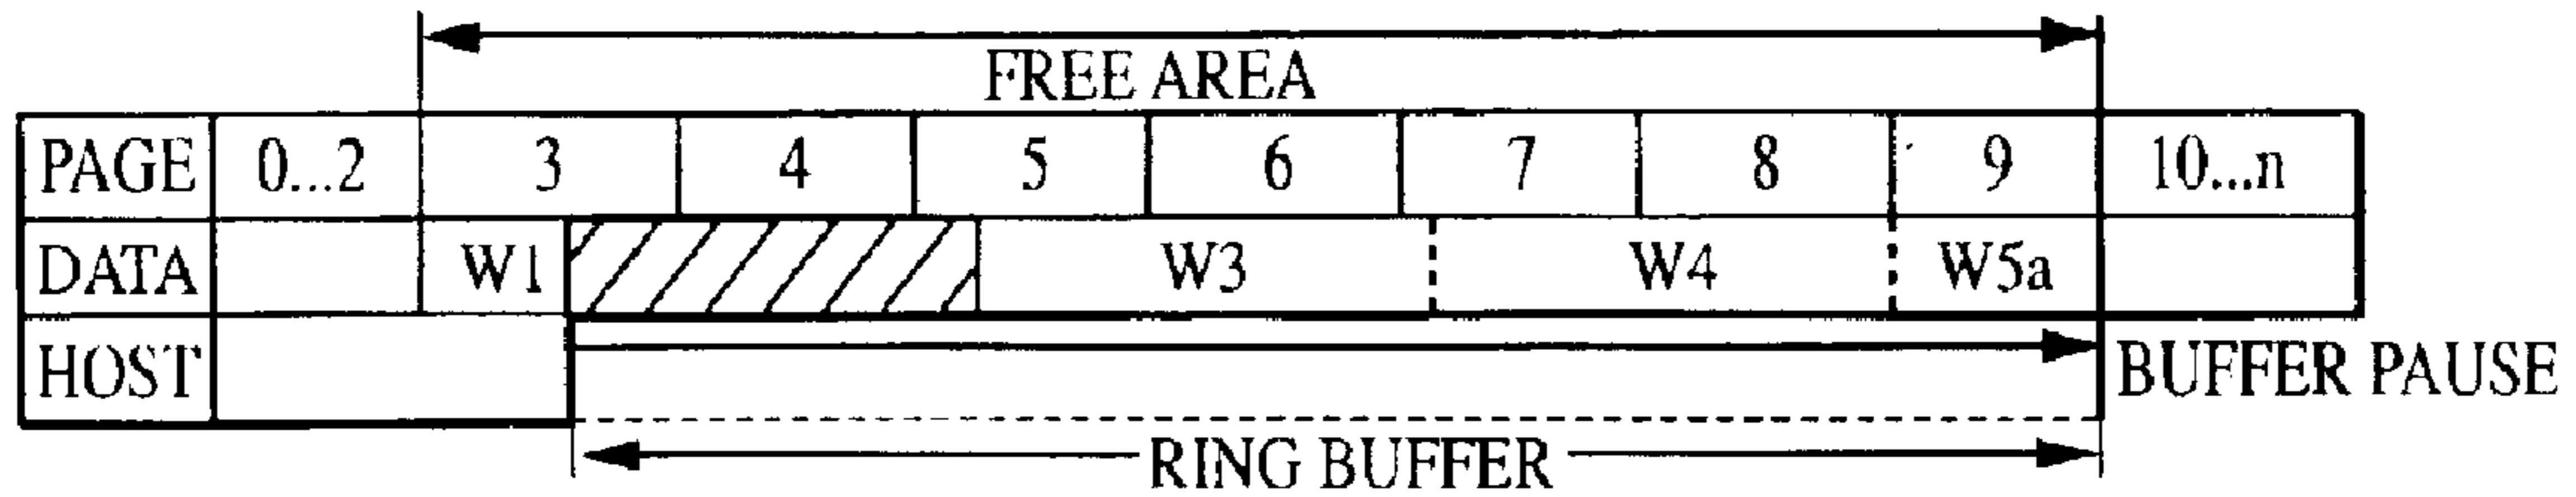 FREE AREA
PAGE 0...2 3 4 5 6 7 8 9 10...n
DATA W1 W3 W4 W5a
HOST BUFFER PAUSE
RING BUFFER